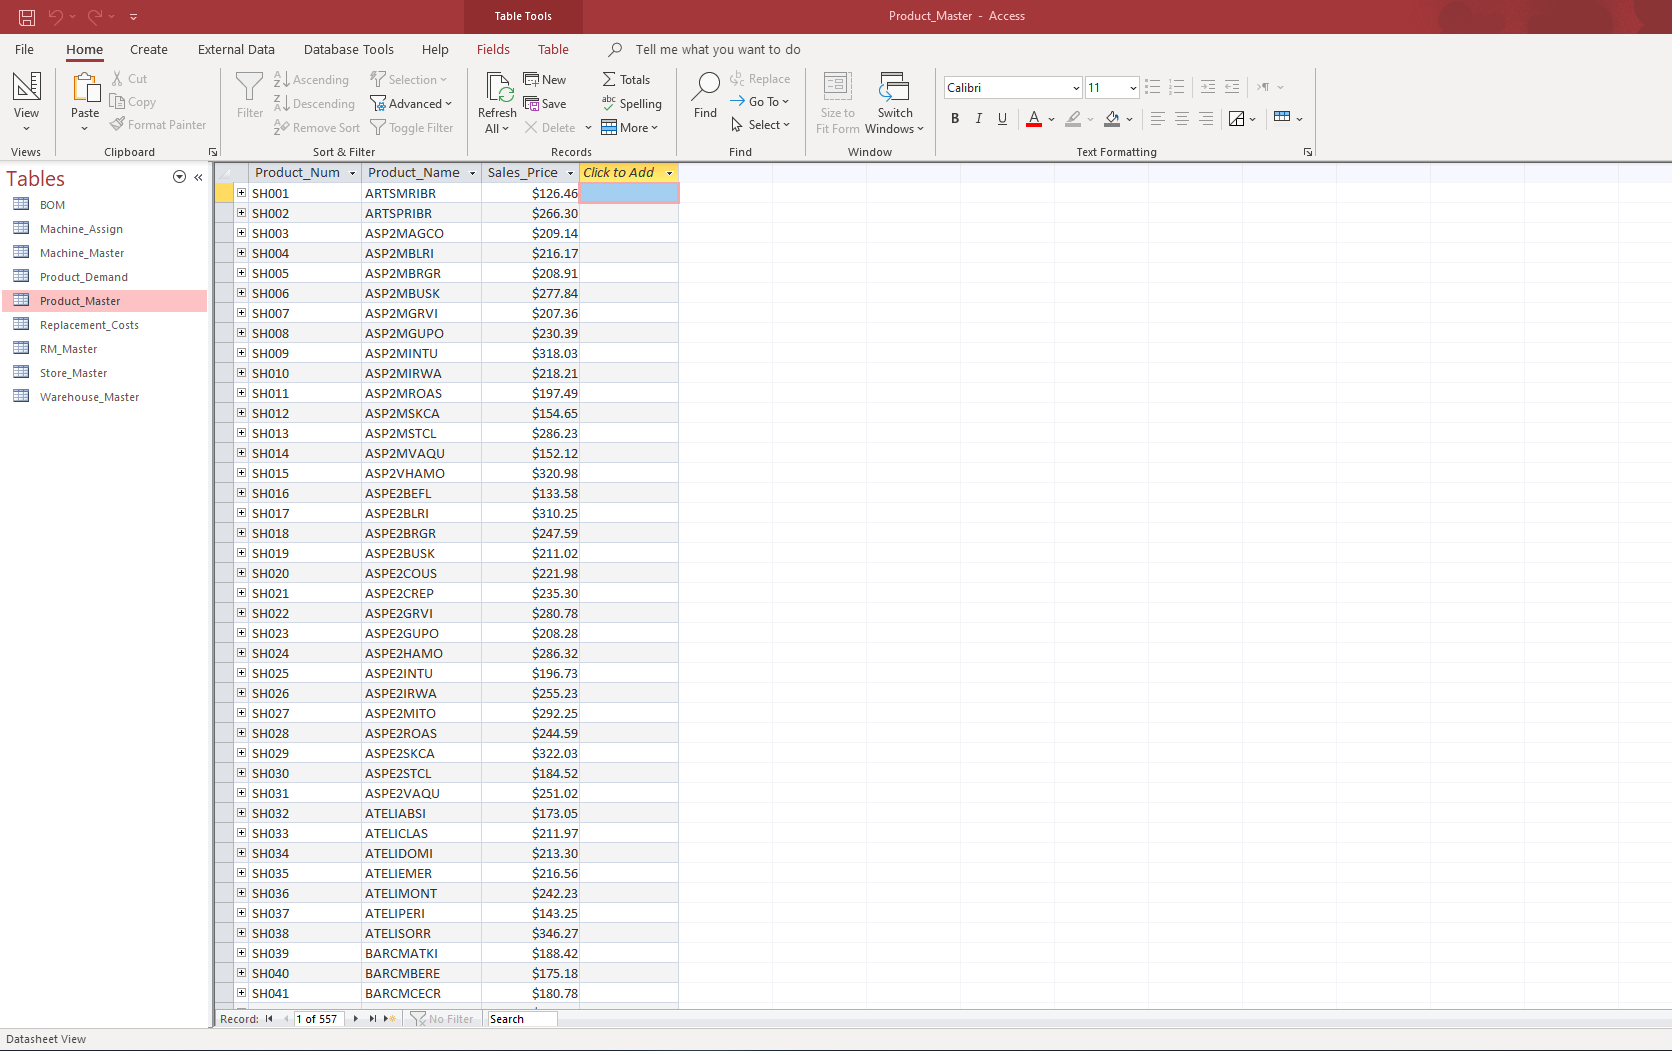 Table Tools
Product_Master - Access
File Home Create External Data Database Tools Help Fields Table Tell me what you want to do
View
Views
Paste
Cut
Copy
Format Painter
Clipboard
Filter
Ascending
Descending
Remove Sort
Selection
Advanced
Toggle Filter
Sort & Filter
Refresh
All
New
Save
Delete
Totals
Spelling
More
Records
Find
Replace
Go To
Select
Find
Size to
Fit Form
Switch
Windows
Window
Calibri 11
B I U A
Text Formatting
Tables
BOM
Machine_Assign
Machine_Master
Product_Demand
Product_Master
Replacement_Costs
RM_Master
Store_Master
Warehouse_Master
Product_Num Product_Name Sales_Price Click to Add
SH001 ARTSMRIBR $126.46
SH002 ARTSPRIBR $266.30
SH003 ASP2MAGCO $209.14
SH004 ASP2MBLRI $216.17
SH005 ASP2MBRGR $208.91
SH006 ASP2MBUSK $277.84
SH007 ASP2MGRVI $207.36
SH008 ASP2MGUPO $230.39
SH009 ASP2MINTU $318.03
SH010 ASP2MIRWA $218.21
SH011 ASP2MROAS $197.49
SH012 ASP2MSKCA $154.65
SH013 ASP2MSTCL $286.23
SH014 ASP2MVAQU $152.12
SH015 ASP2VHAMO $320.98
SH016 ASPE2BEFL $133.58
SH017 ASPE2BLRI $310.25
SH018 ASPE2BRGR $247.59
SH019 ASPE2BUSK $211.02
SH020 ASPE2COUS $221.98
SH021 ASPE2CREP $235.30
SH022 ASPE2GRVI $280.78
SH023 ASPE2GUPO $208.28
SH024 ASPE2HAMO $286.32
SH025 ASPE2INTU $196.73
SH026 ASPE2IRWA $255.23
SH027 ASPE2MITO $292.25
SH028 ASPE2ROAS $244.59
SH029 ASPE2SKCA $322.03
SH030 ASPE2STCL $184.52
SH031 ASPE2VAQU $251.02
SH032 ATELIABSI $173.05
SH033 ATELICLAS $211.97
SH034 ATELIDOMI $213.30
SH035 ATELIEMER $216.56
SH036 ATELIMONT $242.23
SH037 ATELIPERI $143.25
SH038 ATELISORR $346.27
SH039 BARCMATKI $188.42
SH040 BARCMBERE $175.18
SH041 BARCMCECR $180.78
Record: 1 of 557 No Filter Search
Datasheet View